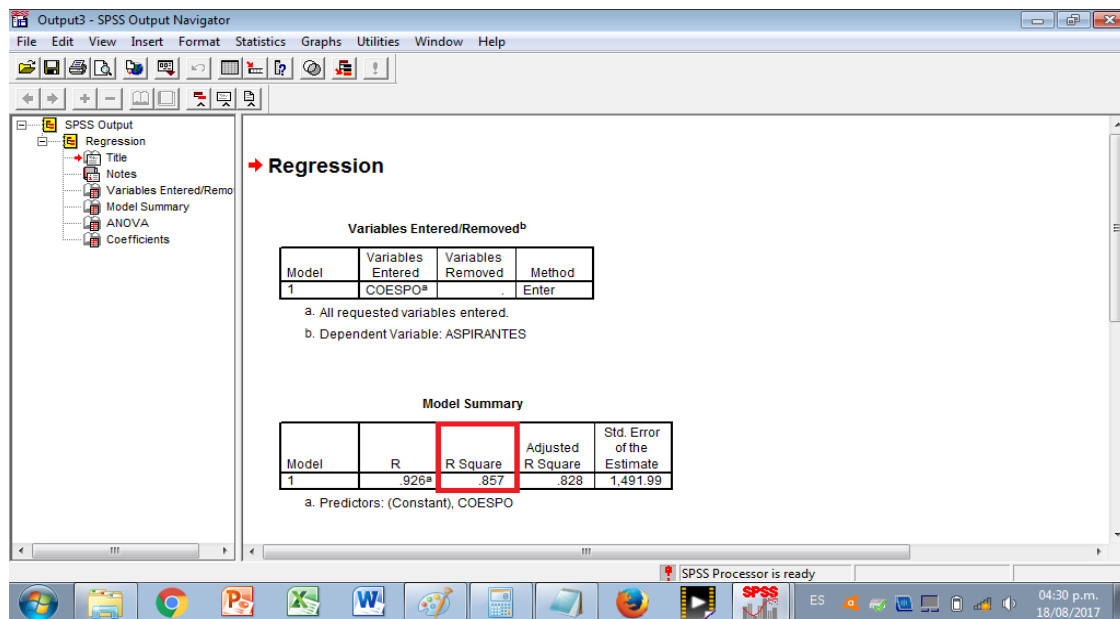 Output3 - SPSS Output Navigator
File Edit View Insert Format Statistics Graphs Utilities Window Help
SPSS Output
Regression
Title
Notes
Variables Entered/Remo
Model Summary
ANOVA
Coefficients
Regression
Variables Entered/Removedb
Model Variables Entered Variables Removed Method
1 COESPOa . Enter
a. All requested variables entered.
b. Dependent Variable: ASPIRANTES
Model Summary
Model R R Square Adjusted R Square Std. Error of the Estimate
1 .926a .857 .828 1,491.99
a. Predictors: (Constant), COESPO
SPSS Processor is ready
SPSS
ES
04:30 p.m.
18/08/2017